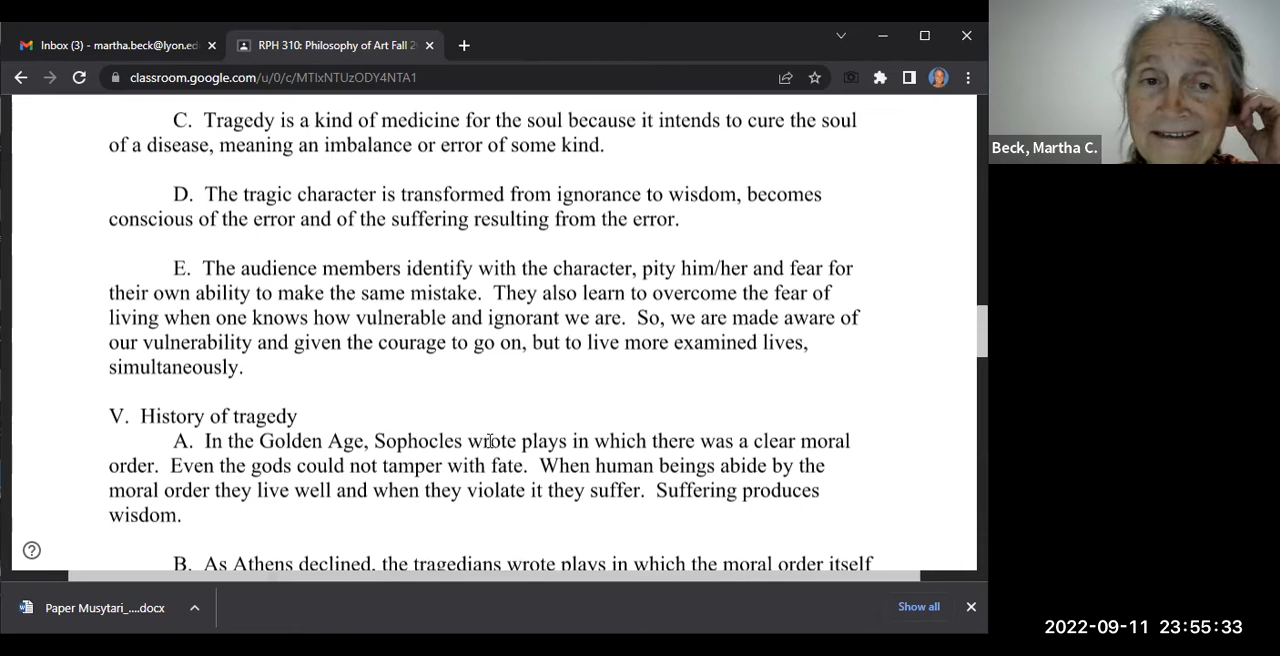 Inbox (3) - martha.beck@lyon.ed
RPH 310: Philosophy of Art Fall 2
classroom.google.com/u/0/c/MTIxNTUzODY4NTA1
C. Tragedy is a kind of medicine for the soul because it intends to cure the soul
of a disease, meaning an imbalance or error of some kind.
D. The tragic character is transformed from ignorance to wisdom, becomes
conscious of the error and of the suffering resulting from the error.
E. The audience members identify with the character, pity him/her and fear for
their own ability to make the same mistake. They also learn to overcome the fear of
living when one knows how vulnerable and ignorant we are. So, we are made aware of
our vulnerability and given the courage to go on, but to live more examined lives,
simultaneously.
V. History of tragedy
A. In the Golden Age, Sophocles wrote plays in which there was a clear moral
order. Even the gods could not tamper with fate. When human beings abide by the
moral order they live well and when they violate it they suffer. Suffering produces
wisdom.
B. As Athens declined, the tragedians wrote plays in which the moral order itself
Paper Musytari_....docx
Show all
Beck, Martha C.
2022-09-11 23:55:33